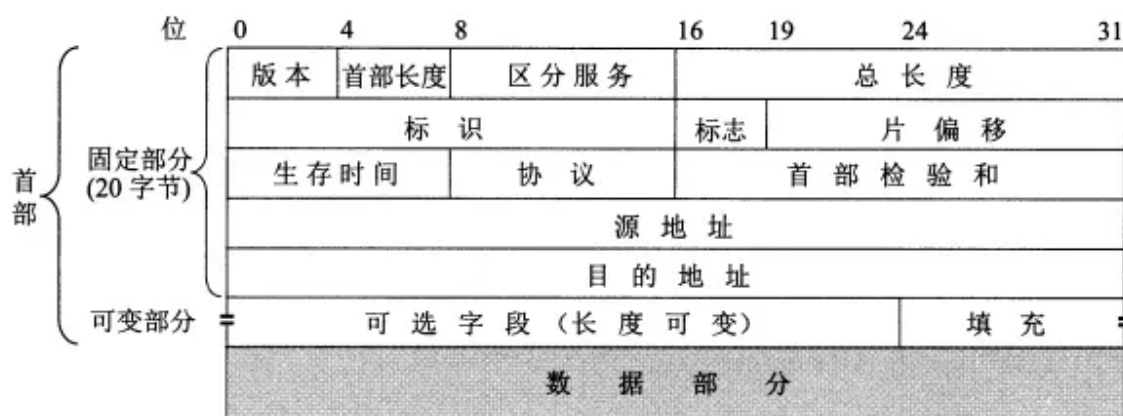 位 0 4 8 16 19 24 31
版本 首部长度 区分服务 总长度
标识 标志 片偏移
固定部分
(20 字节)
首部
生存时间 协议 首部检验和
源地址
目的地址
可变部分 可选字段（长度可变） 填充
数据部分